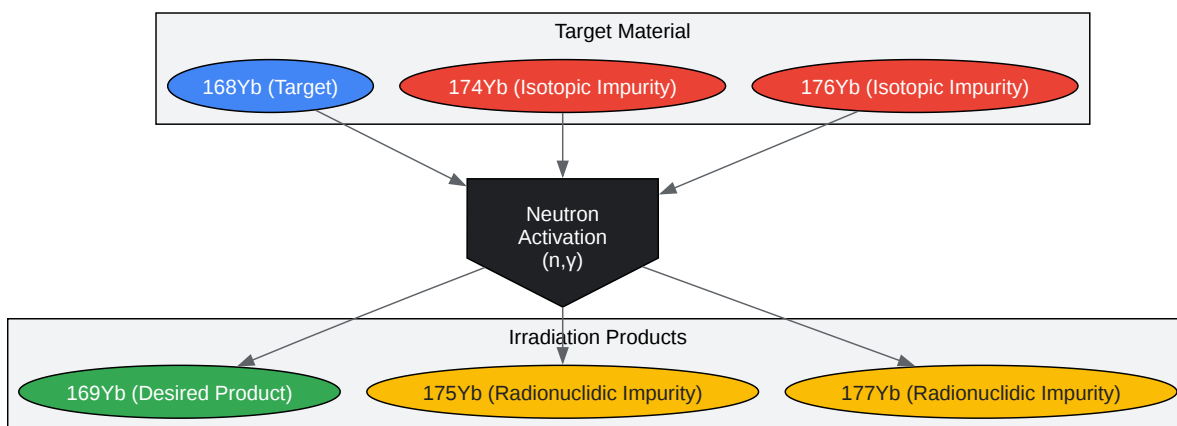 Target Material
168Yb (Target)
174Yb (Isotopic Impurity)
176Yb (Isotopic Impurity)
Neutron
Activation
(n,γ)
Irradiation Products
169Yb (Desired Product)
175Yb (Radionuclidic Impurity)
177Yb (Radionuclidic Impurity)